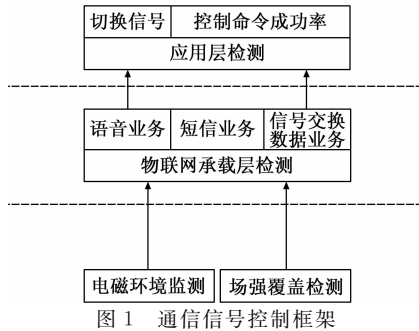 切换信号 控制命令成功率
应用层检测
语音业务 短信业务 信号交换
数据业务
物联网承载层检测
电磁环境监测 场强覆盖检测
图 1 通信信号控制框架